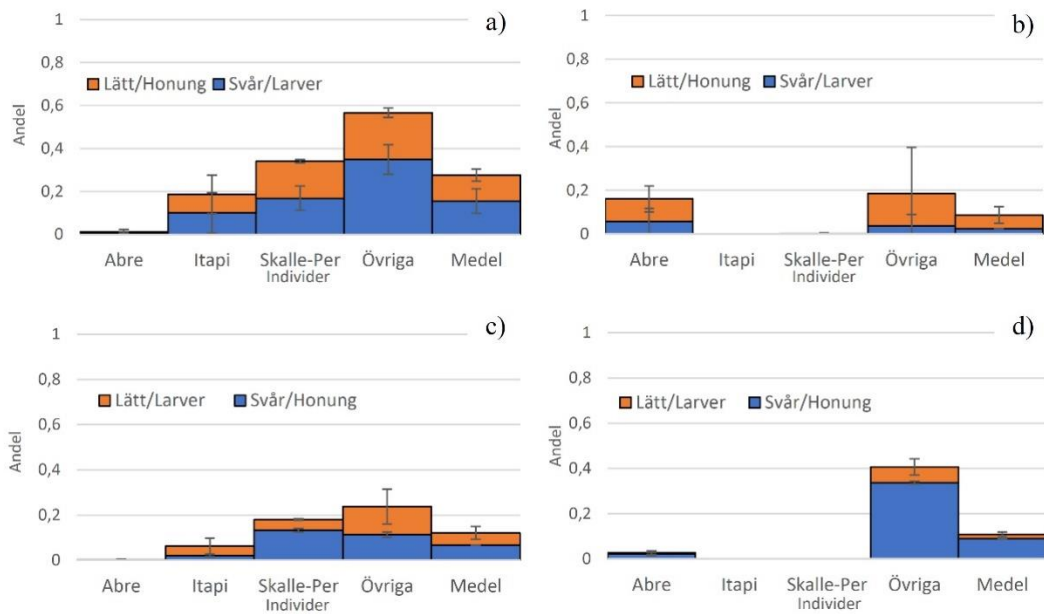 a)
1
0,8
Lätt/Honung Svår/Larver
0,6
Andel
0,4
0,2
0
Abre Itapi Skalle-Per Övriga Medel
Individer
b)
1
0,8
Lätt/Honung Svår/Larver
0,6
Andel
0,4
0,2
0
Abre Itapi Skalle-Per Övriga Medel
Individer
c)
1
0,8
Lätt/Larver Svår/Honung
0,6
Andel
0,4
0,2
0
Abre Itapi Skalle-Per Övriga Medel
Individer
d)
1
0,8
Lätt/Larver Svår/Honung
0,6
Andel
0,4
0,2
0
Abre Itapi Skalle-Per Övriga Medel
Individer